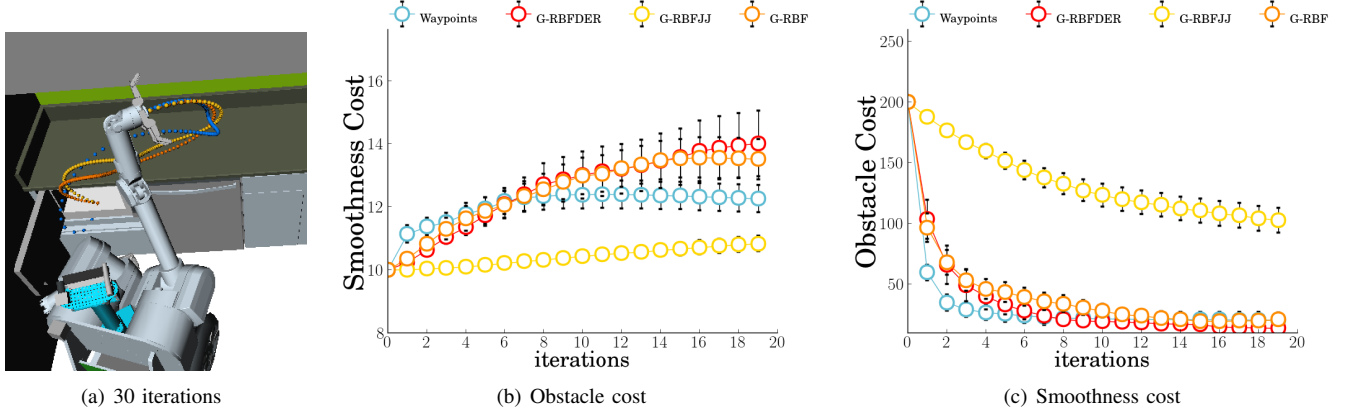 Waypoints G-RBFDER G-RBFJJ G-RBF
Smoothness Cost
16
14
12
10
8
0 2 4 6 8 10 12 14 16 18 20
iterations
Waypoints G-RBFDER G-RBFJJ G-RBF
Obstacle Cost
250
200
150
100
50
0 2 4 6 8 10 12 14 16 18 20
iterations
(a) 30 iterations
(b) Obstacle cost
(c) Smoothness cost